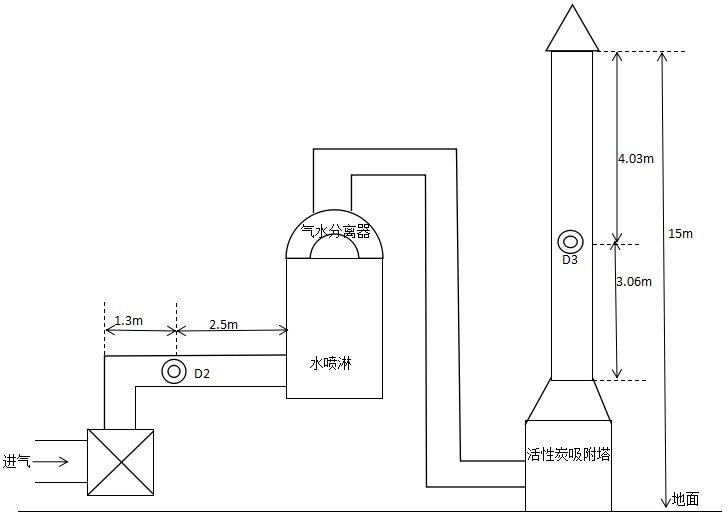 4.03m
气水分离器
15m
D3
3.06m
1.3m
2.5m
水喷淋
D2
活性炭吸附塔
进气
地面